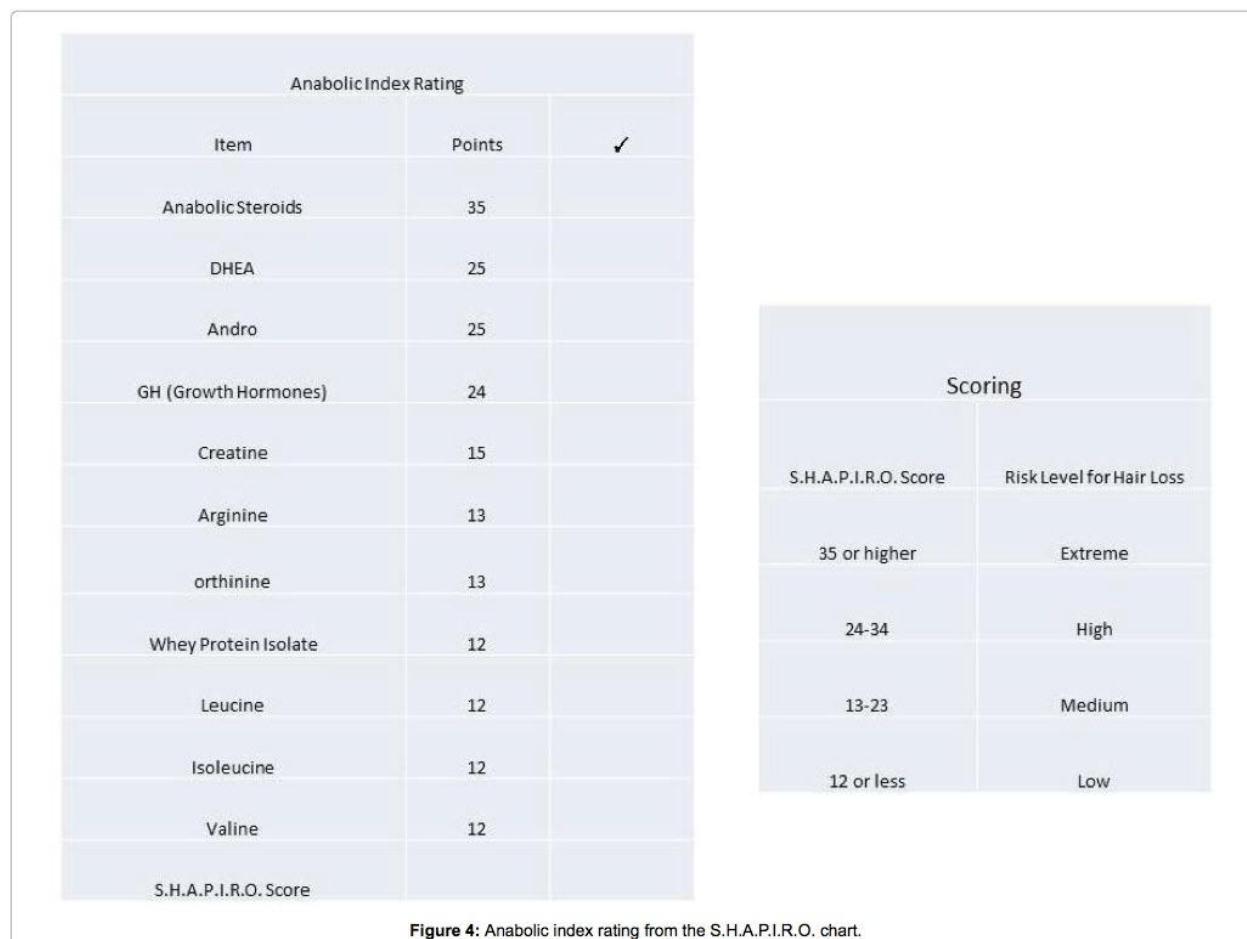 Anabolic Index Rating
Item Points ✓
Anabolic Steroids 35
DHEA 25
Andro 25
GH (Growth Hormones) 24
Creatine 15
Arginine 13
orthinine 13
Whey Protein Isolate 12
Leucine 12
Isoleucine 12
Valine 12
S.H.A.P.I.R.O. Score
Scoring
S.H.A.P.I.R.O. Score Risk Level for Hair Loss
35 or higher Extreme
24-34 High
13-23 Medium
12 or less Low
Figure 4: Anabolic index rating from the S.H.A.P.I.R.O. chart.